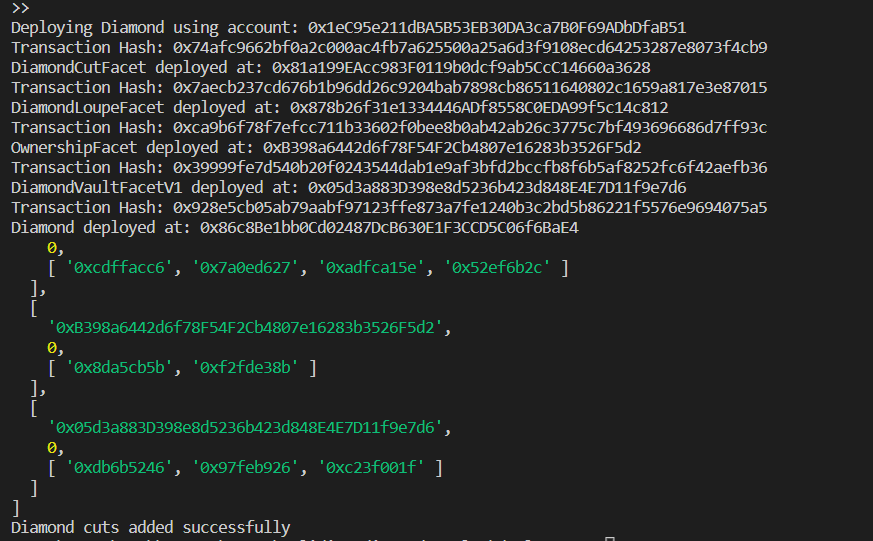 >>
Deploying Diamond using account: 0x1eC95e211dBA5B53EB30DA3ca7B0F69ADbDfaB51
Transaction Hash: 0x74afc9662bf0a2c000ac4fb7a625500a25a6d3f9108ecd64253287e8073f4cb9
DiamondCutFacet deployed at: 0x81a199EAcc983F0119b0dcf9ab5CcC14660a3628
Transaction Hash: 0x7aecb237cd676b1b96dd26c9204bab7898cb86511640802c1659a817e3e87015
DiamondLoupeFacet deployed at: 0x878b26f31e1334446ADf8558C0EDA99f5c14c812
Transaction Hash: 0xca9b6f78f7efcc711b33602f0bee8b0ab42ab26c3775c7bf493696686d7ff93c
OwnershipFacet deployed at: 0xB398a6442d6f78F54F2Cb4807e16283b3526F5d2
Transaction Hash: 0x39999fe7d540b20f0243544dab1e9af3bfd2bccfb8f6b5af8252fc6f42aefb36
DiamondVaultFacetV1 deployed at: 0x05d3a883D398e8d5236b423d848E4E7D11f9e7d6
Transaction Hash: 0x928e5cb05ab79aabf97123ffe873a7fe1240b3c2bd5b86221f5576e9694075a5
Diamond deployed at: 0x86c8Be1bb0Cd02487DcB630E1F3CCD5C06f6BaE4
0,
[ '0xcdffacc6', '0x7a0ed627', '0xadfca15e', '0x52ef6b2c' ]
],
[
'0xB398a6442d6f78F54F2Cb4807e16283b3526F5d2',
0,
[ '0x8da5cb5b', '0xf2fde38b' ]
],
[
'0x05d3a883D398e8d5236b423d848E4E7D11f9e7d6',
0,
[ '0xdb6b5246', '0x97feb926', '0xc23f001f' ]
]
]
Diamond cuts added successfully